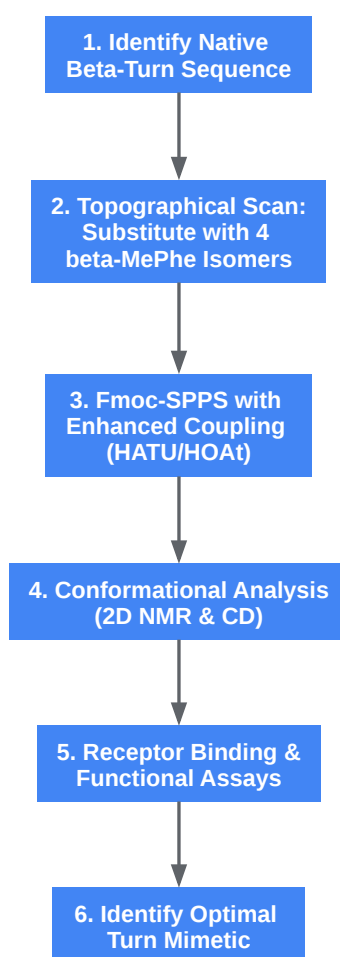 1. Identify Native
Beta-Turn Sequence
2. Topographical Scan:
Substitute with 4
beta-MePhe Isomers
3. Fmoc-SPPS with
Enhanced Coupling
(HATU/HOAt)
4. Conformational Analysis
(2D NMR & CD)
5. Receptor Binding &
Functional Assays
6. Identify Optimal
Turn Mimetic